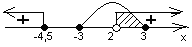 + +
-4,5 -3 2 3 x